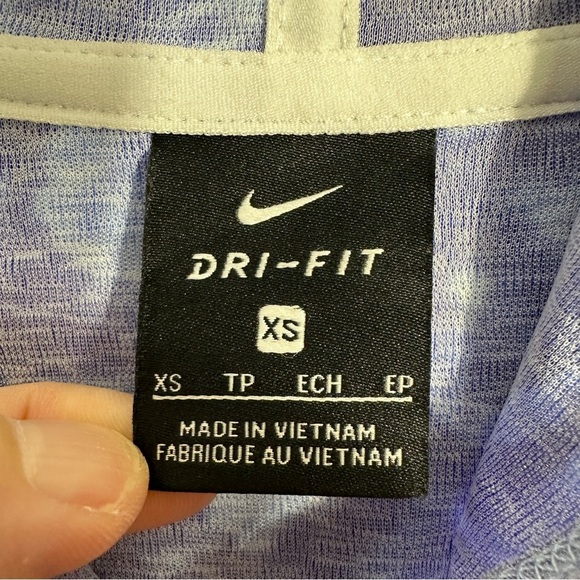 DRI-FIT
XS
XS TP ECH EP
MADE IN VIETNAM
FABRIQUE AU VIETNAM